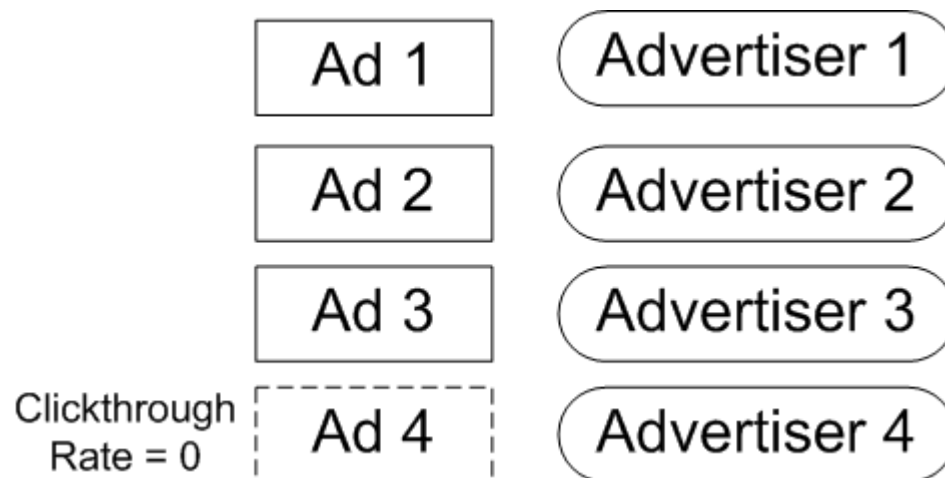 Ad 1
Advertiser 1
Ad 2
Advertiser 2
Ad 3
Advertiser 3
Clickthrough
Rate = 0
Ad 4
Advertiser 4